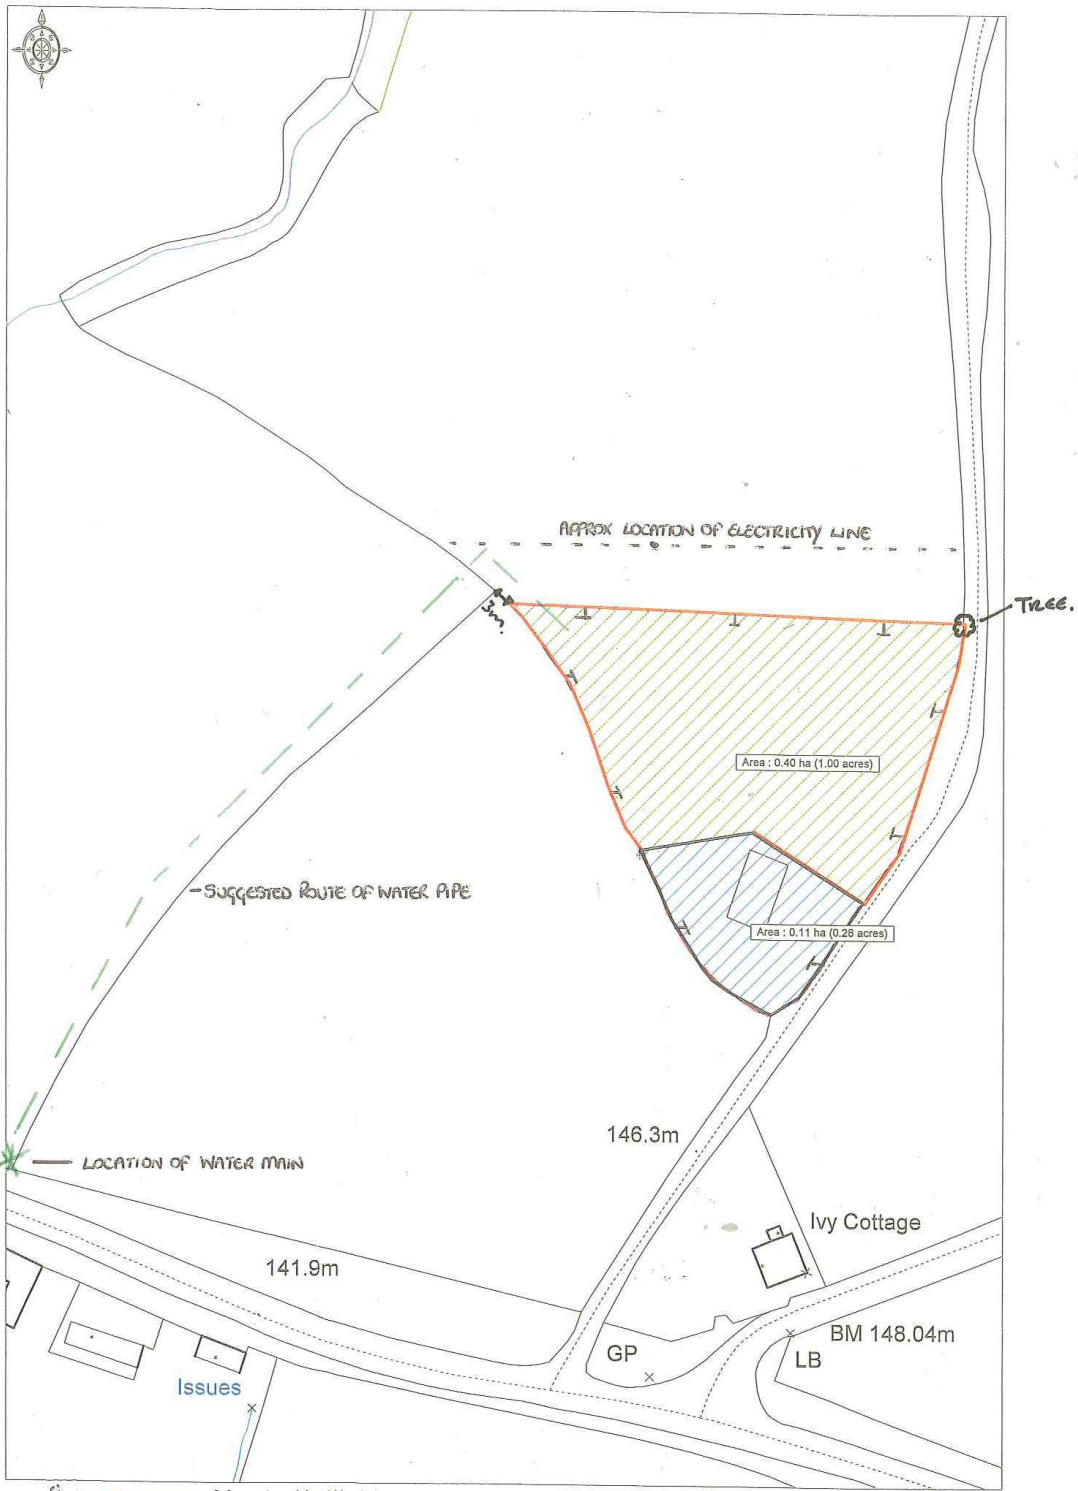 APPROX LOCATION OF ELECTRICITY LINE
3m.
TREE.
Area : 0.40 ha (1.00 acres)
SUGGESTED ROUTE OF WATER PIPE
Area : 0.11 ha (0.28 acres)
146.3m
LOCATION OF WATER MAIN
Ivy Cottage
141.9m
BM 148.04m
GP
LB
Issues